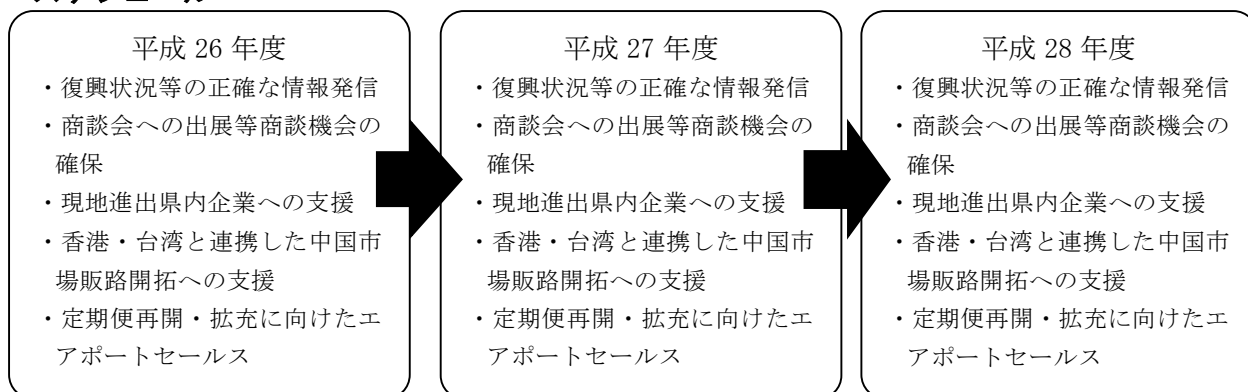 平成 26 年度
・復興状況等の正確な情報発信
・商談会への出展等商談機会の
確保
・現地進出県内企業への支援
・香港・台湾と連携した中国市
場販路開拓への支援
・定期便再開・拡充に向けたエ
アポートセールス
平成 27 年度
・復興状況等の正確な情報発信
・商談会への出展等商談機会の
確保
・現地進出県内企業への支援
・香港・台湾と連携した中国市
場販路開拓への支援
・定期便再開・拡充に向けたエ
アポートセールス
平成 28 年度
・復興状況等の正確な情報発信
・商談会への出展等商談機会の
確保
・現地進出県内企業への支援
・香港・台湾と連携した中国市
場販路開拓への支援
・定期便再開・拡充に向けたエ
アポートセールス